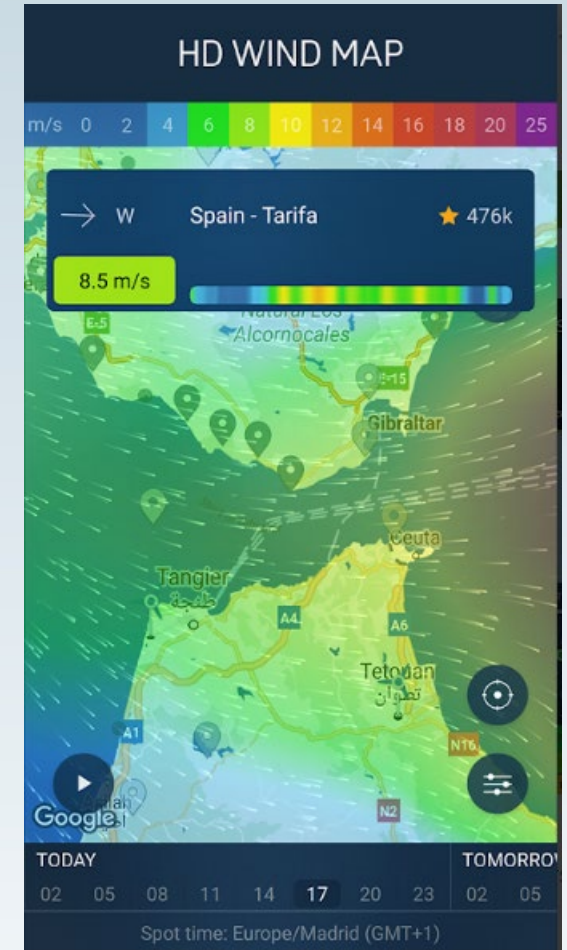 HD WIND MAP
m/s 0 2 4 6 8 10 12 14 16 18 20 25
W Spain - Tarifa 476k
8.5 m/s
Natural Los
Alcornocales
E-5
E-15
Gibraltar
Ceuta
Tangier
طنجة
A4
A6
Tetouan
تطوان
A1
N16
Google
N2
TODAY TOMORRO
02 05 08 11 14 17 20 23 02 05
Spot time: Europe/Madrid (GMT+1)